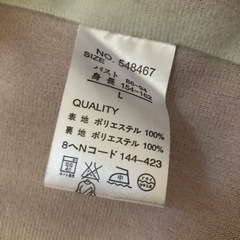 NO. 548467
SIZE
バスト 86-94
身長 154-162
L
QUALITY
表地 ポリエステル 100%
裏地 ポリエステル 100%
8ヘNコード 144-423